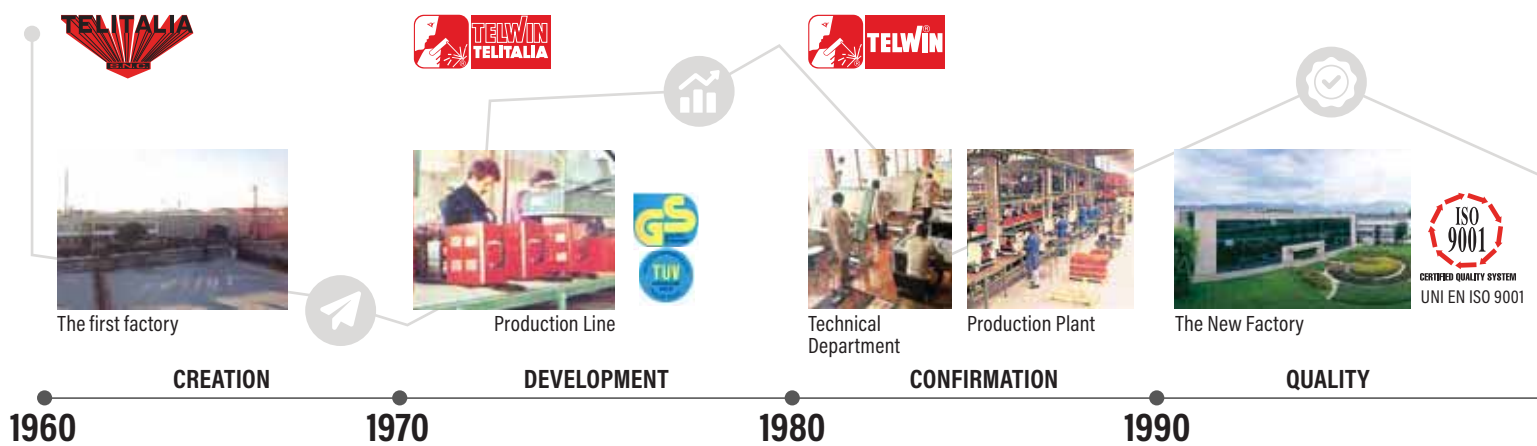 TELITALIA
S.N.C.
TELWIN
TELITALIA
TELWIN®
GS
TÜV
ISO
9001
CERTIFIED QUALITY SYSTEM
UNI EN ISO 9001
The first factory
Production Line
Technical
Department
Production Plant
The New Factory
CREATION
DEVELOPMENT
CONFIRMATION
QUALITY
1960
1970
1980
1990